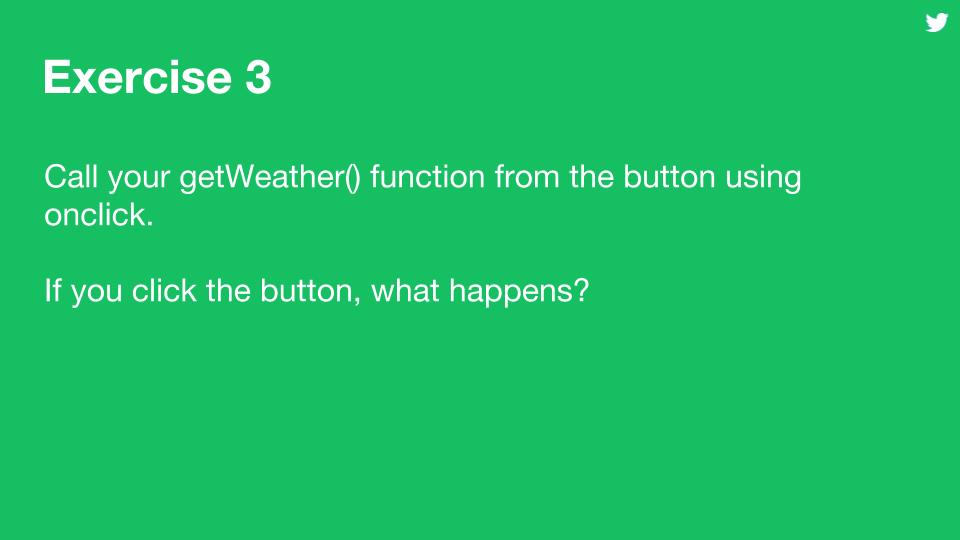 Exercise 3
Call your getWeather() function from the button using
onclick.
If you click the button, what happens?